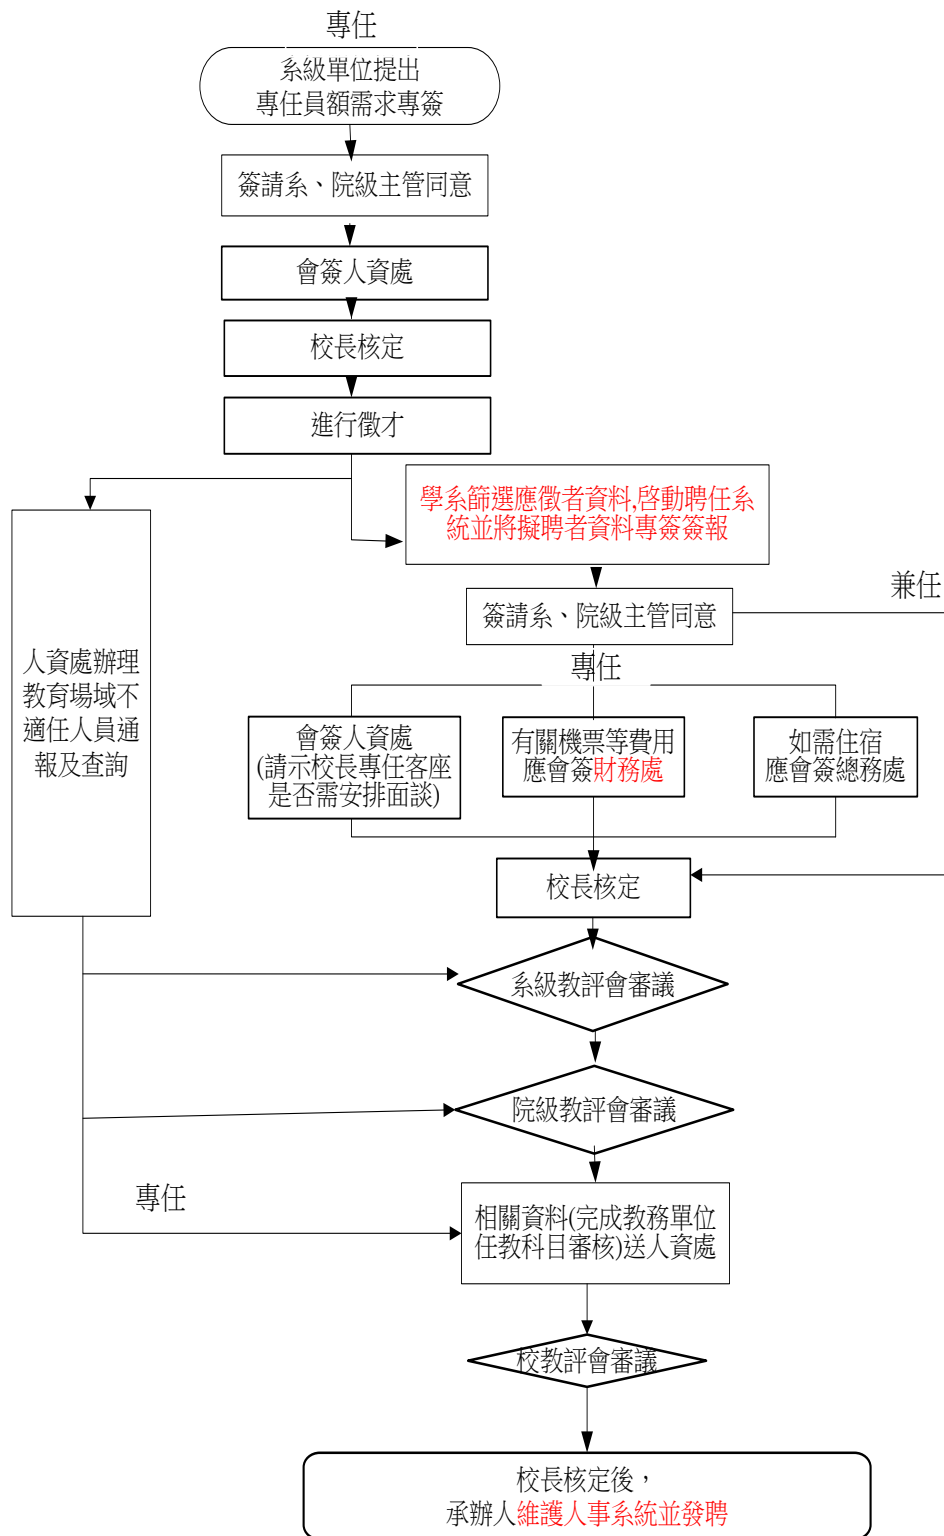 專任
系級單位提出
專任員額需求專簽
簽請系、院級主管同意
會簽人資處
校長核定
進行徵才
學系篩選應徵者資料,啓動聘任系
統並將擬聘者資料專簽簽報
兼任
簽請系、院級主管同意
專任
人資處辦理
教育場域不
適任人員通
報及查詢
會簽人資處
(請示校長專任客座
是否需安排面談)
有關機票等費用
應會簽財務處
如需住宿
應會簽總務處
校長核定
系級教評會審議
院級教評會審議
專任
相關資料(完成教務單位
任教科目審核)送人資處
校教評會審議
校長核定後，
承辦人維護人事系統並發聘